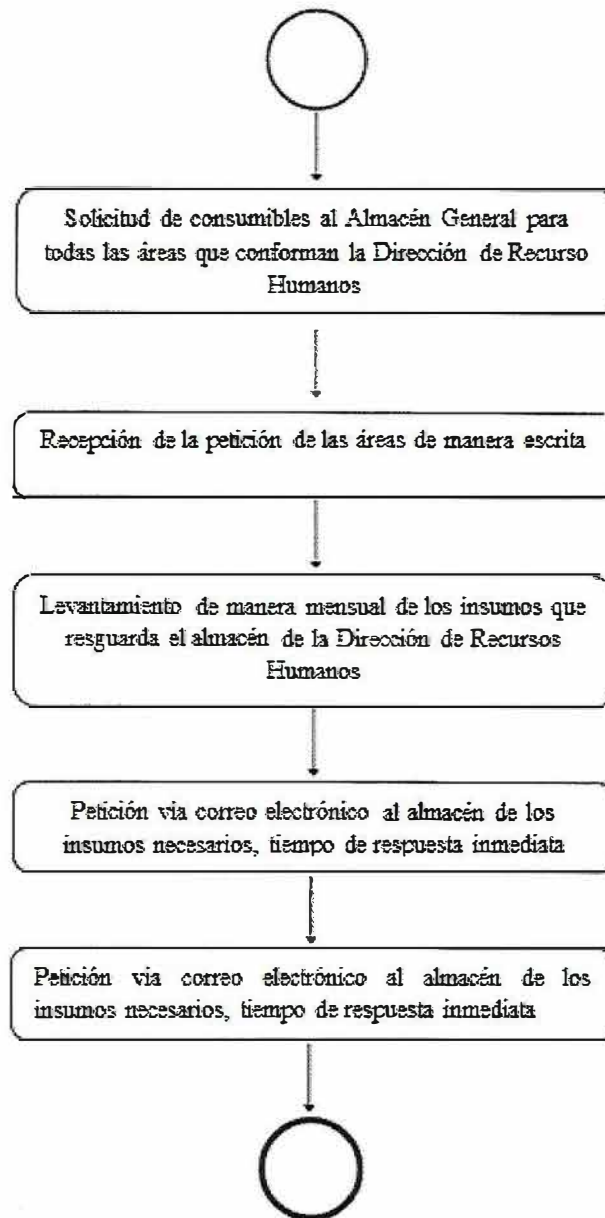 Solicitud de consumibles al Almacén General para
todas las áreas que conforman la Dirección de Recurso
Humanos
Recepción de la petición de las áreas de manera escrita
Levantamiento de manera mensual de los insumos que
resguarda el almacén de la Dirección de Recursos
Humanos
Petición via correo electrónico al almacén de los
insumos necesarios, tiempo de respuesta inmediata
Petición via correo electrónico al almacén de los
insumos necesarios, tiempo de respuesta inmediata